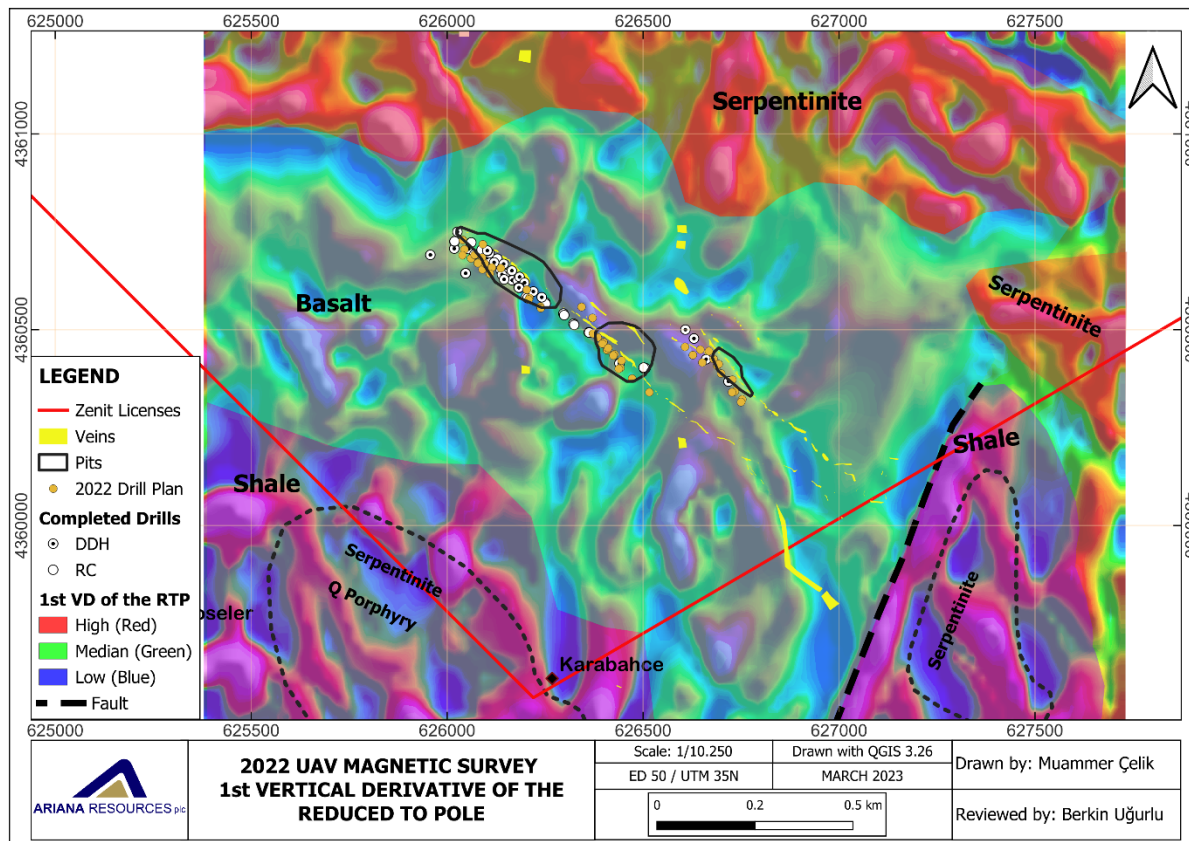 625000 625500 626000 626500 627000 627500
Serpentinite
4361000
4361000
Basalt
Serpentinite
4360500
4360500
LEGEND
Zenit Licenses
Veins
Pits
2022 Drill Plan
Completed Drills
DDH
RC
1st VD of the RTP
High (Red)
Median (Green)
Low (Blue)
Fault
Shale
Shale
4360000
4360000
Serpentinite
Q Porphyry
Serpentinite
oseler
Karabahce
625000 625500 626000 626500 627000 627500
ARIANA RESOURCES plc
2022 UAV MAGNETIC SURVEY
1st VERTICAL DERIVATIVE OF THE
REDUCED TO POLE
Scale: 1/10.250
Drawn with QGIS 3.26
ED 50 / UTM 35N
MARCH 2023
0 0.2 0.5 km
Drawn by: Muammer Çelik
Reviewed by: Berkin Uğurlu